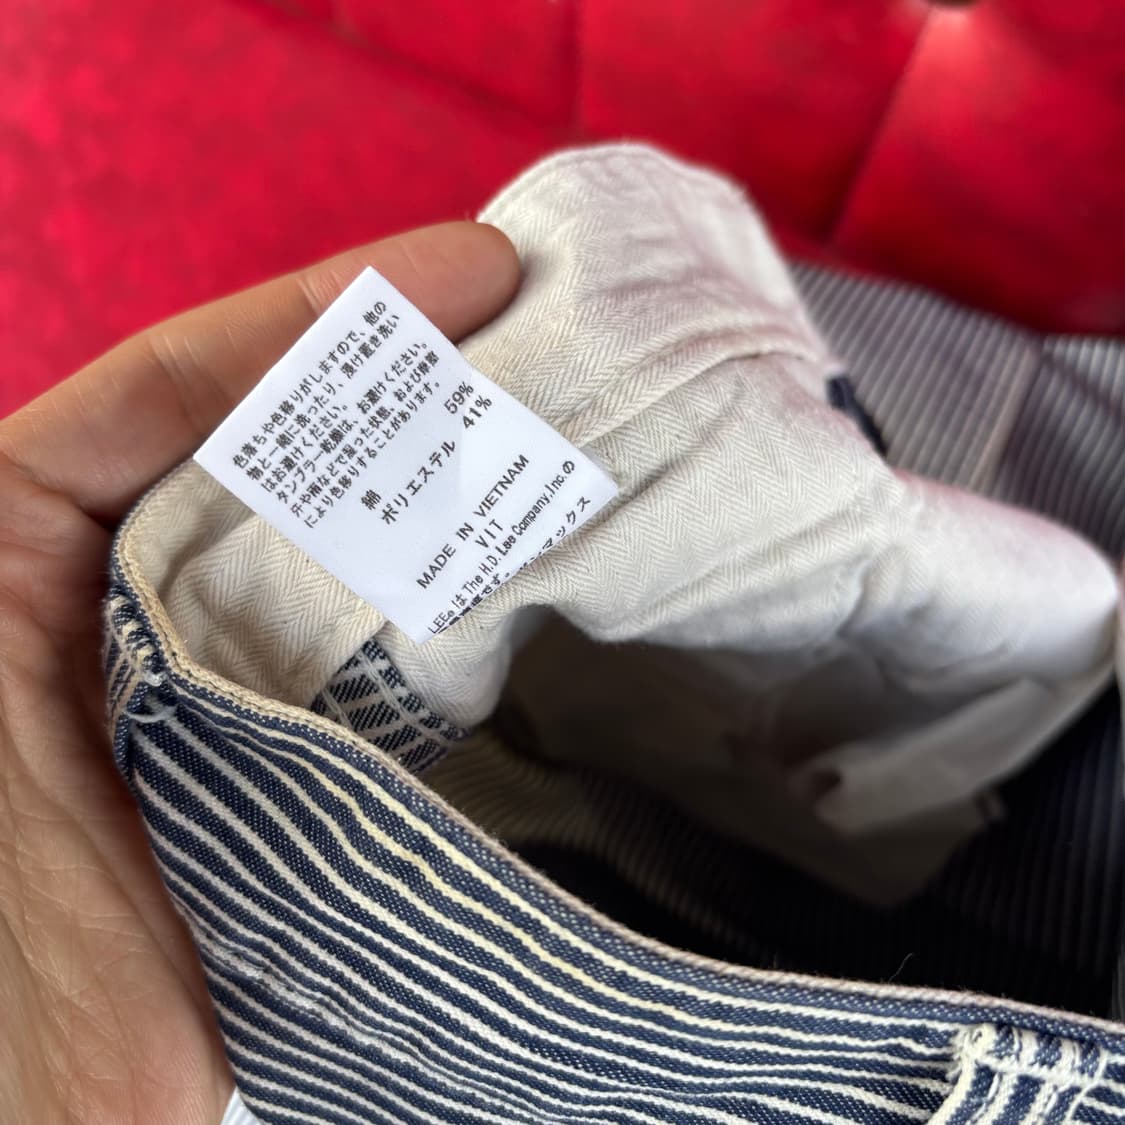 色落ちや色移りがしますので、他の
物と一緒に洗ったり、漬け置き洗い
はお避けください。
タンブラー乾燥は、お避けください。
汗や雨などで湿った状態、および摩擦
により色移りすることがあります。
綿 59%
ポリエステル 41%
MADE IN VIETNAM
VIT
LEE® は The H.D. Lee Company, Inc.の